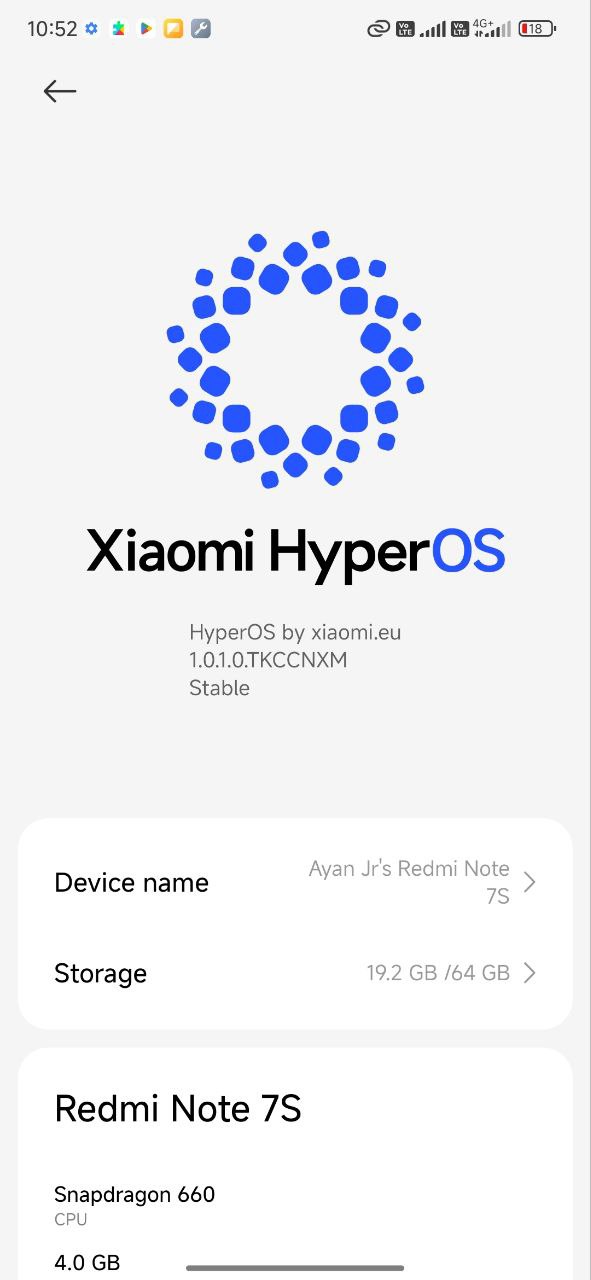 10:52
Vo
LTE
Vo
LTE
4G+
18
Xiaomi HyperOS
HyperOS by xiaomi.eu
1.0.1.0.TKCCNXM
Stable
Device name
Ayan Jr's Redmi Note
7S
Storage
19.2 GB /64 GB
Redmi Note 7S
Snapdragon 660
CPU
4.0 GB